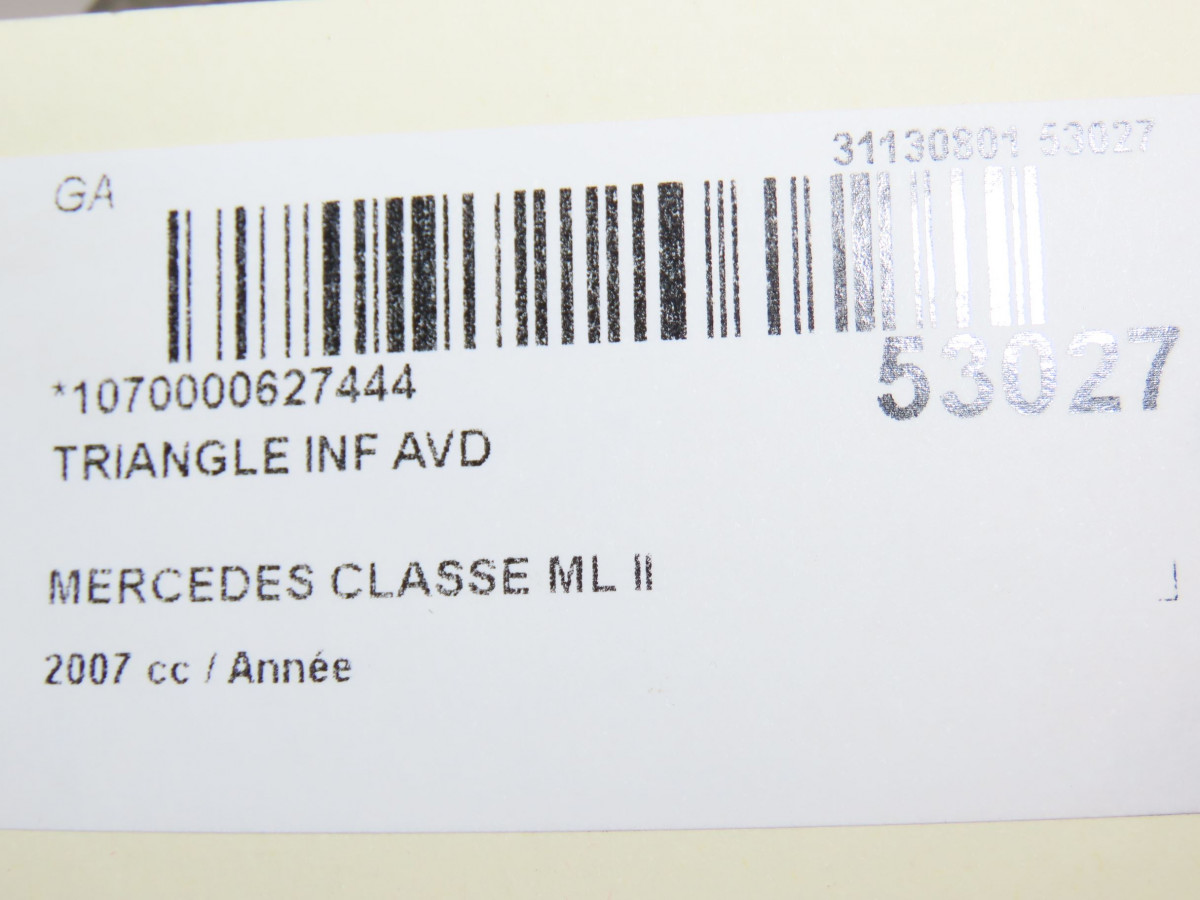 31130801 53027
GA
53027
*1070000627444
TRIANGLE INF AVD
MERCEDES CLASSE ML II
2007 cc / Année